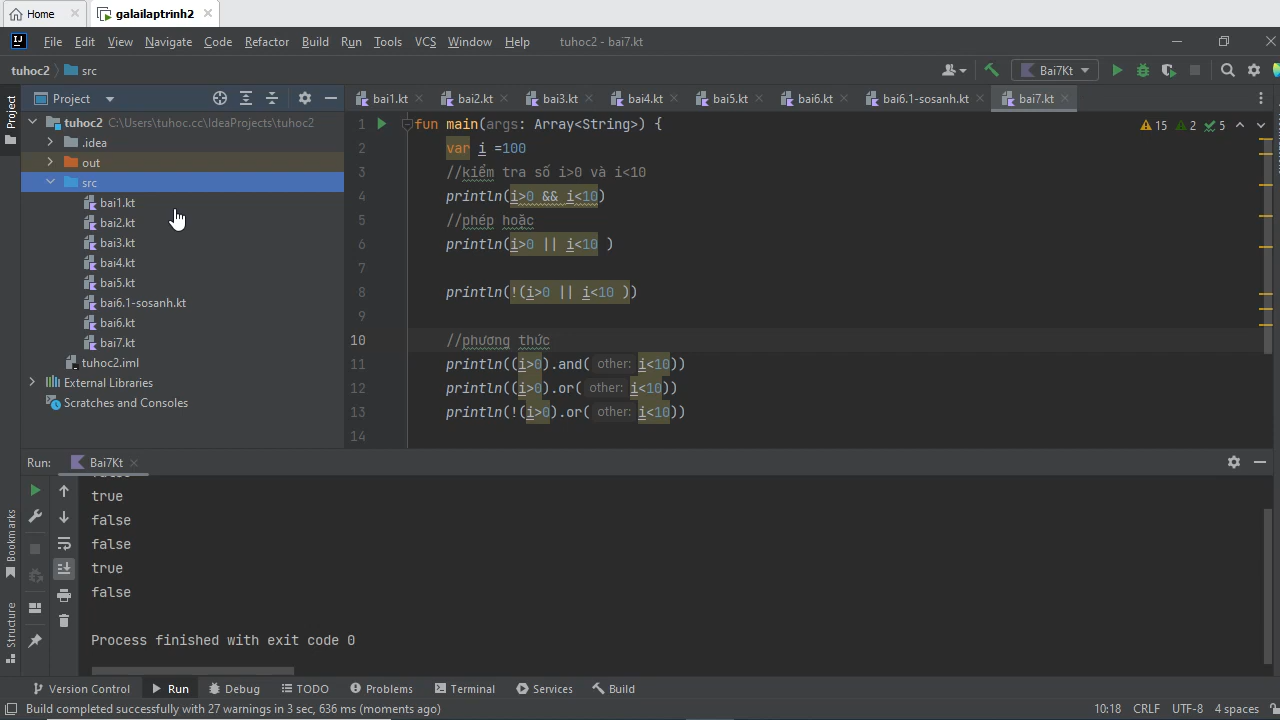 Home
galailaptrinh2
File Edit View Navigate Code Refactor Build Run Tools VCS Window Help tuhoc2 - bai7.kt
tuhoc2 src
Bai7Kt
Project
bai1.kt bai2.kt bai3.kt bai4.kt bai5.kt bai6.kt bai6.1-sosanh.kt bai7.kt
Project
tuhoc2 C:\Users\tuhoc.cc\IdeaProjects\tuhoc2
.idea
out
src
bai1.kt
bai2.kt
bai3.kt
bai4.kt
bai5.kt
bai6.1-sosanh.kt
bai6.kt
bai7.kt
tuhoc2.iml
External Libraries
Scratches and Consoles
15 2 5
1 fun main(args: Array<String>) {
2 var i =100
3 //kiểm tra số i>0 và i<10
4 println(i>0 && i<10)
5 //phép hoặc
6 println(i>0 || i<10 )
7
8 println(!(i>0 || i<10 ))
9
10 //phương thức
11 println((i>0).and( other: i<10))
12 println((i>0).or( other: i<10))
13 println(!(i>0).or( other: i<10))
14
Run: Bai7Kt
true
false
false
true
false
Process finished with exit code 0
Bookmarks
Structure
Version Control Run Debug TODO Problems Terminal Services Build
Build completed successfully with 27 warnings in 3 sec, 636 ms (moments ago)
10:18 CRLF UTF-8 4 spaces